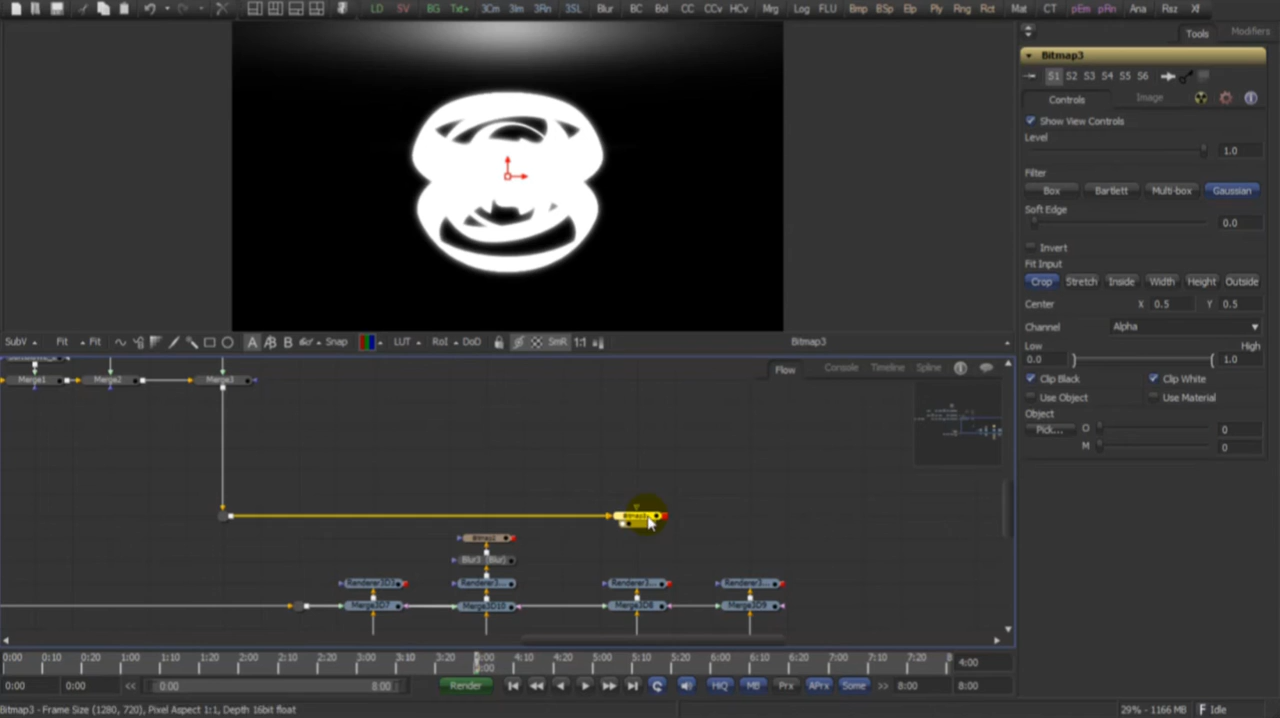 LD SV BG Txt+ 3Cm 3Im 3Rn 3SL Blur BC Bol CC CCv HCv Mrg Log FLU Bmp BSp Elp Ply Rng Rct Mat CT pEm pRn Ana Rsz Xf
Tools Modifiers
Bitmap3
S1 S2 S3 S4 S5 S6
Controls Image
Show View Controls
Level
1.0
Filter
Box Bartlett Multi-box Gaussian
Soft Edge
0.0
Invert
Fit Input
Crop Stretch Inside Width Height Outside
Center X 0.5 Y 0.5
Channel Alpha
Low High
0.0 1.0
Clip Black Clip White
Use Object Use Material
Object
Pick... O 0
M 0
SubV Fit Fit A B Snap LUT RoI DoD SmR 1:1 Bitmap3
Flow Console Timeline Spline
Merge1 Merge2 Merge3
Blur3 (Blur)
Renderer3D3 Renderer3... Renderer3... Renderer3...
Merge3D7 Merge3D10 Merge3D8 Merge3D9
0:00 0:10 0:20 1:00 1:10 1:20 2:00 2:10 2:20 3:00 3:10 4:10 4:20 5:00 5:10 5:20 6:00 6:10 6:20 7:00 7:10 7:20 8 4:00
0:00 0:00 << 0:00 8:00 Render HiQ MB Prx APrx Some >> 8:00 8:00
Bitmap3 - Frame Size (1280, 720), Pixel Aspect 1:1, Depth 16bit float 29% - 1166 MB Idle